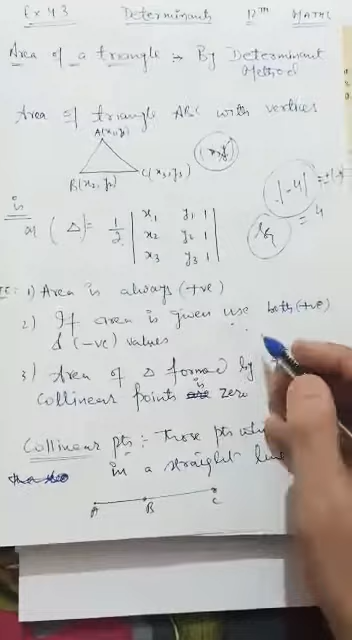 Ex 4.3 Determinants 12th MATHS
Area of a triangle :- By Determinant
Method
Area of triangle ABC with vertices
A(x₁,y₁)
(x,y)
B(x₂, y₂) C(x₃, y₃)
|-4| =
= 4
is
(Δ) = 1/2 | x₁ y₁ 1 |
| x₂ y₂ 1 |
| x₃ y₃ 1 |
1) Area is always (+ve)
2) If area is given use both (+ve)
& (-ve) values
3) Area of Δ formed by
collinear points is zero
Collinear pts :- Those pts
in a straight line
A B C